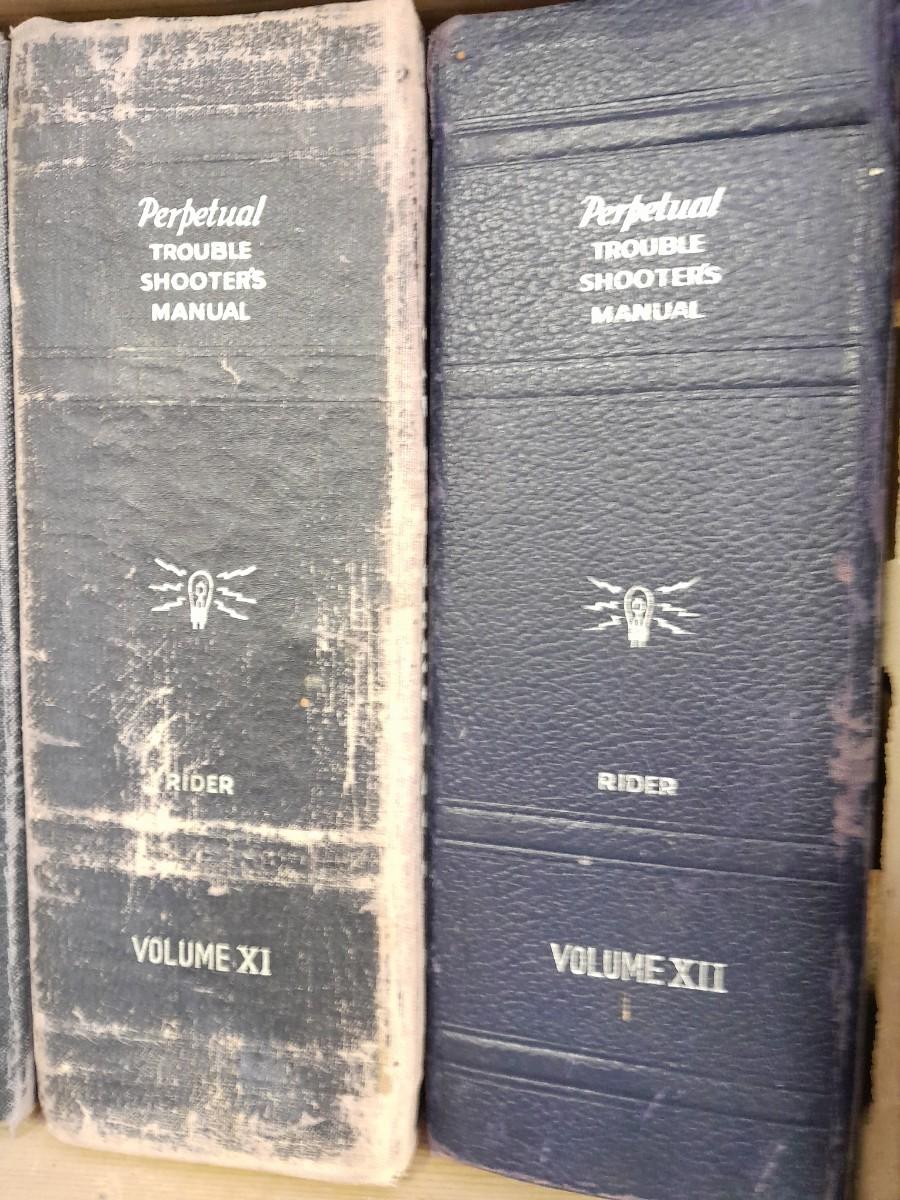 Perpetual
TROUBLE
SHOOTER'S
MANUAL
RIDER
VOLUME XI
Perpetual
TROUBLE
SHOOTER'S
MANUAL
RIDER
VOLUME XII